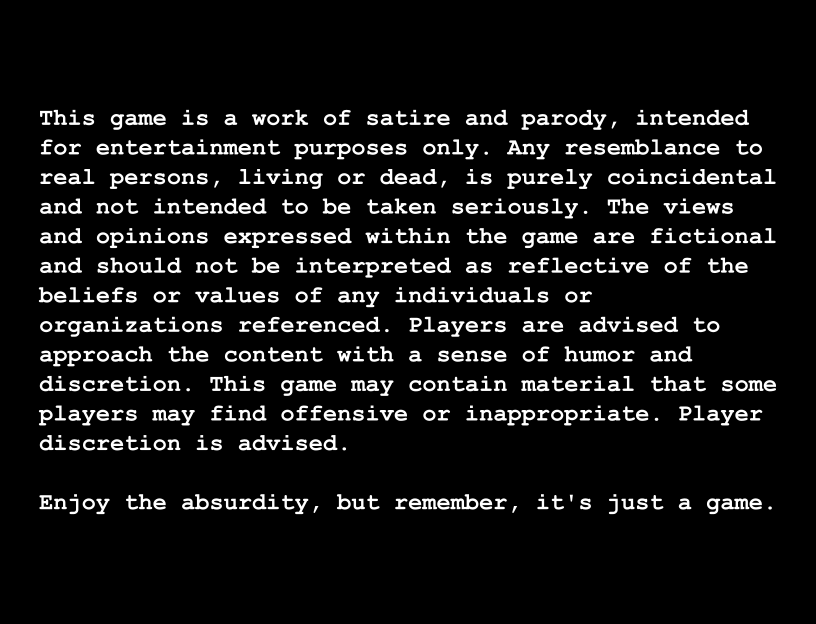 This game is a work of satire and parody, intended
for entertainment purposes only. Any resemblance to
real persons, living or dead, is purely coincidental
and not intended to be taken seriously. The views
and opinions expressed within the game are fictional
and should not be interpreted as reflective of the
beliefs or values of any individuals or
organizations referenced. Players are advised to
approach the content with a sense of humor and
discretion. This game may contain material that some
players may find offensive or inappropriate. Player
discretion is advised.

Enjoy the absurdity, but remember, it's just a game.